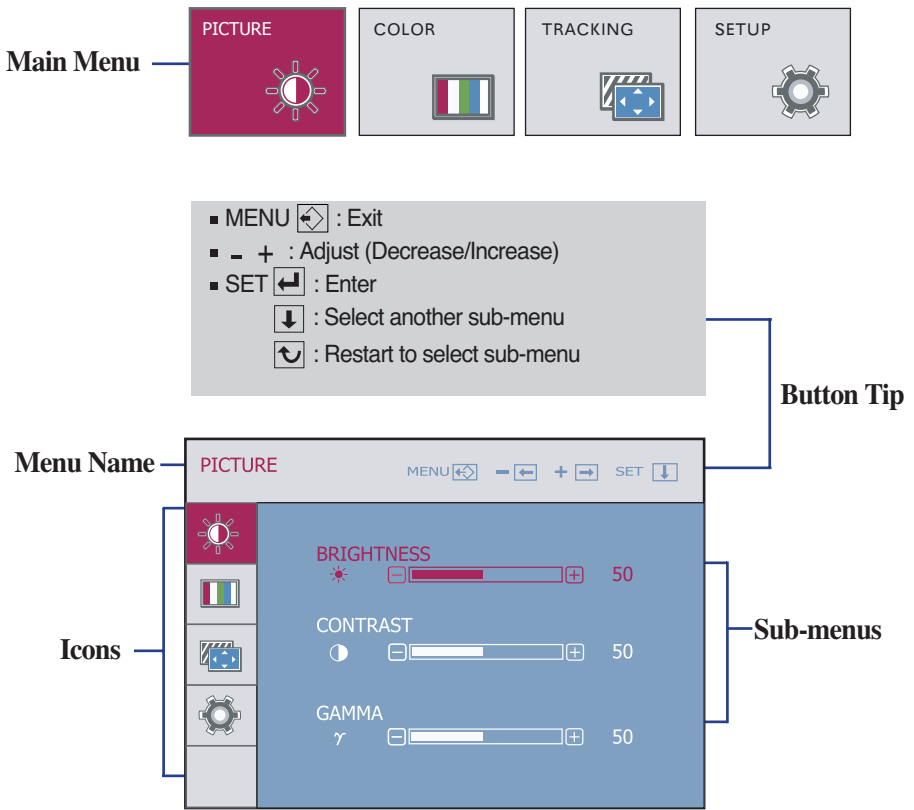 PICTURE COLOR TRACKING SETUP
Main Menu
MENU : Exit
- + : Adjust (Decrease/Increase)
SET : Enter
: Select another sub-menu
: Restart to select sub-menu
Button Tip
Menu Name
PICTURE MENU - + SET
BRIGHTNESS
50
CONTRAST
50
Sub-menus
Icons
GAMMA
γ 50